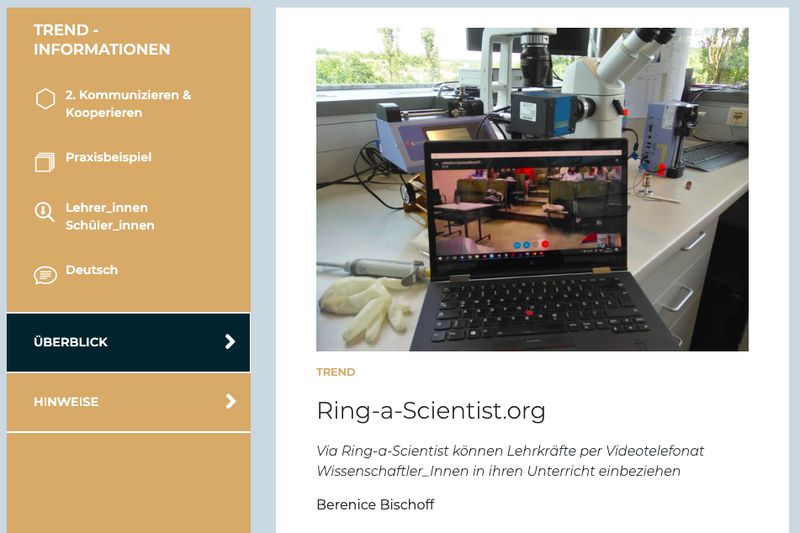 TREND -
INFORMATIONEN
2. Kommunizieren &
Kooperieren
Praxisbeispiel
Lehrer_innen
Schüler_innen
Deutsch
ÜBERBLICK
HINWEISE
TREND
Ring-a-Scientist.org
Via Ring-a-Scientist können Lehrkräfte per Videotelefonat
Wissenschaftler_Innen in ihren Unterricht einbeziehen
Berenice Bischoff